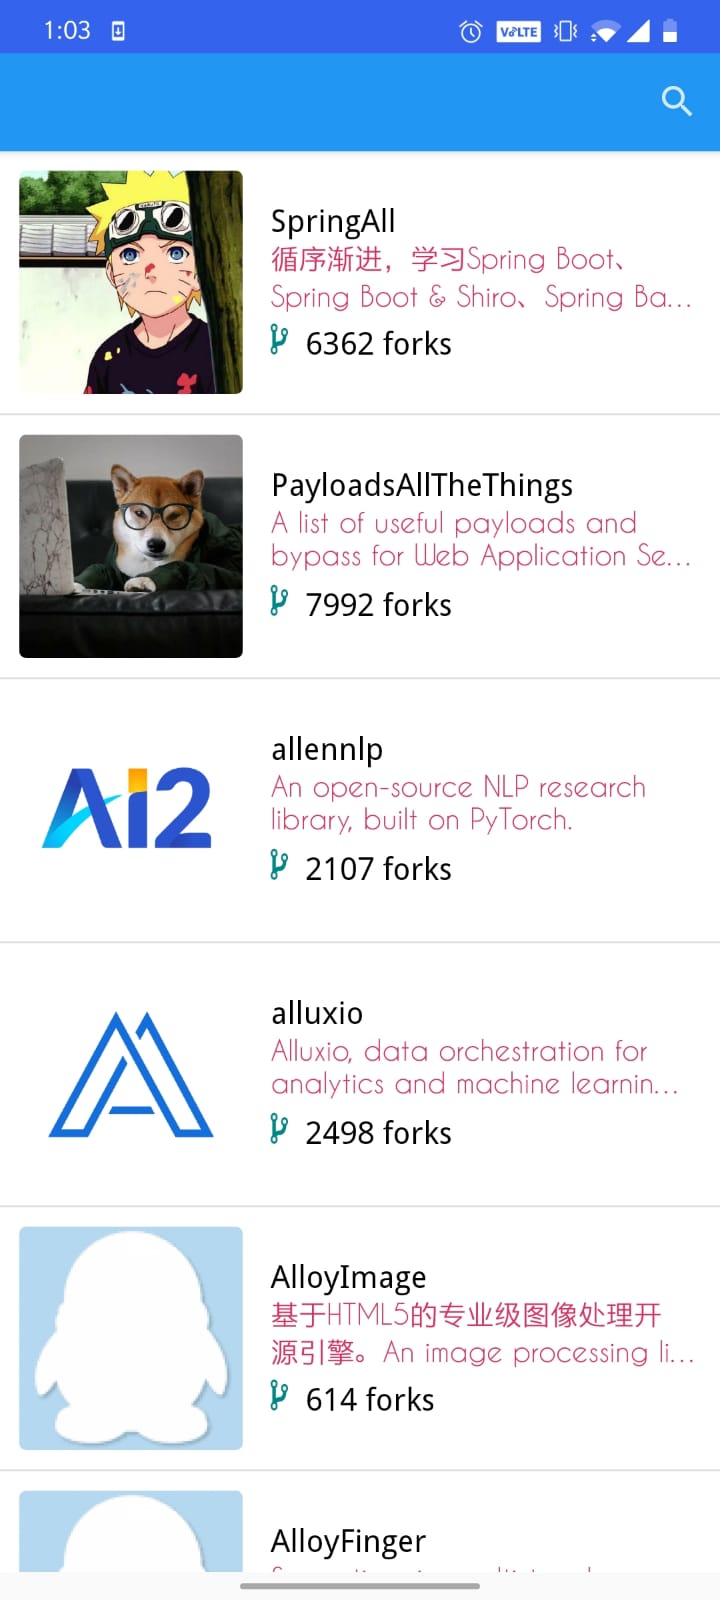 1:03
VoLTE
SpringAll
循序渐进，学习Spring Boot、
Spring Boot & Shiro、Spring Ba...
6362 forks
PayloadsAllTheThings
A list of useful payloads and
bypass for Web Application Se...
7992 forks
AI2
allennlp
An open-source NLP research
library, built on PyTorch.
2107 forks
alluxio
Alluxio, data orchestration for
analytics and machine learnin...
2498 forks
AlloyImage
基于HTML5的专业级图像处理开
源引擎。An image processing li...
614 forks
AlloyFinger